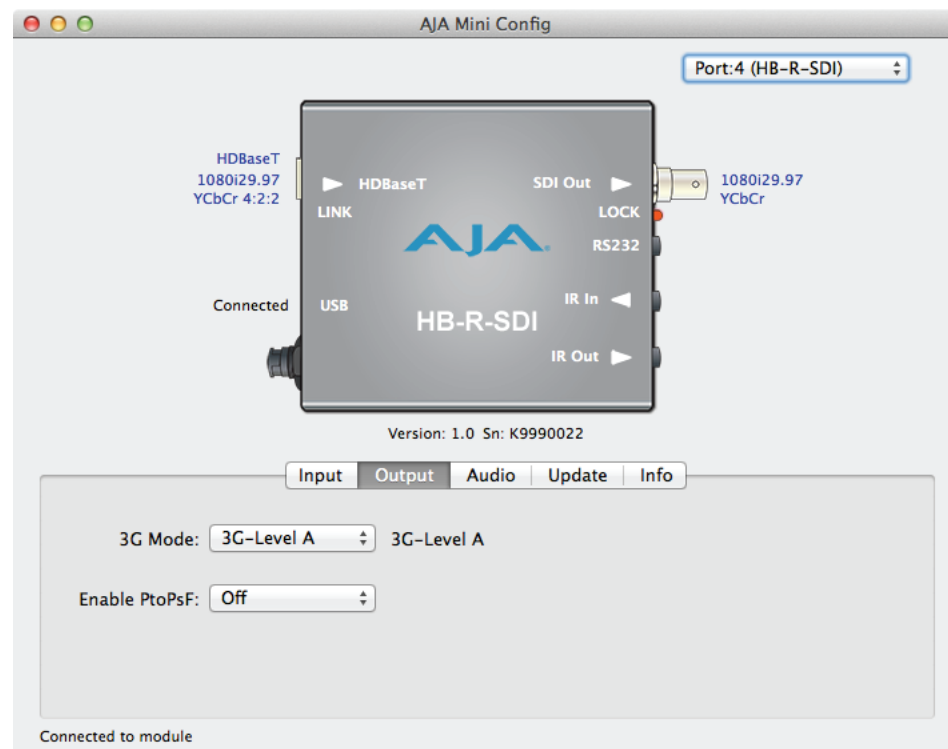 AJA Mini Config
Port:4 (HB-R-SDI)
HDBaseT
1080i29.97
YCbCr 4:2:2
HDBaseT
LINK
SDI Out
LOCK
1080i29.97
YCbCr
AJA
RS232
Connected
USB
IR In
HB-R-SDI
IR Out
Version: 1.0 Sn: K9990022
Input Output Audio Update Info
3G Mode: 3G-Level A 3G-Level A
Enable PtoPsF: Off
Connected to module